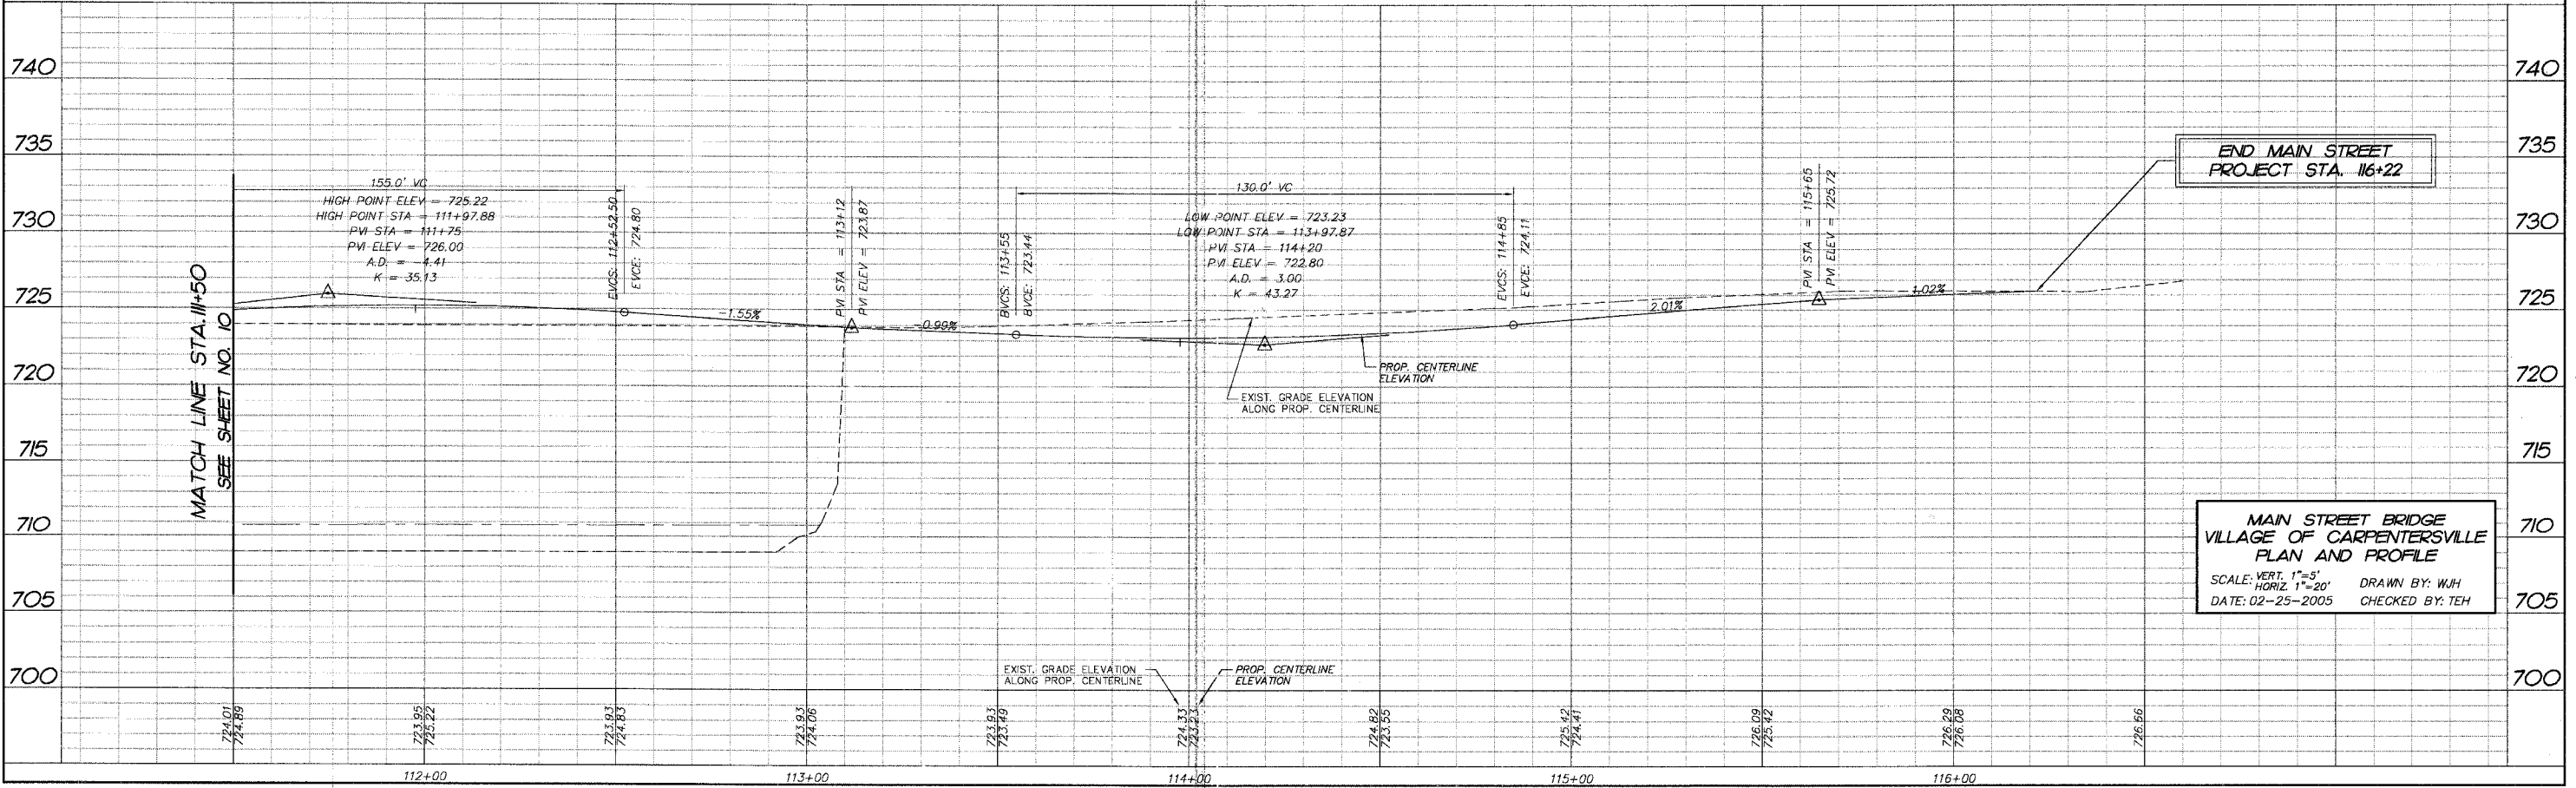 740
735
730
725
720
715
710
705
700
MATCH LINE STA. 111+50
SEE SHEET NO. 10
155.0' VC
HIGH POINT ELEV = 725.22
HIGH POINT STA = 111+97.88
PVI STA = 111+75
PVI ELEV = 726.00
A.D. = -4.41
K = 35.13
EVCS: 112+52.50
EVCE: 724.80
-1.55%
PVI STA = 113+12
PVI ELEV = 723.87
-0.99%
BVCS: 113+55
BVCE: 723.44
130.0' VC
LOW POINT ELEV = 723.23
LOW POINT STA = 113+97.87
PVI STA = 114+20
PVI ELEV = 722.80
A.D. = 3.00
K = 43.27
PROP. CENTERLINE
ELEVATION
EXIST. GRADE ELEVATION
ALONG PROP. CENTERLINE
EVCS: 114+85
EVCE: 724.11
2.01%
PVI STA = 115+65
PVI ELEV = 725.72
1.02%
END MAIN STREET
PROJECT STA. 116+22
740
735
730
725
720
715
710
705
700
MAIN STREET BRIDGE
VILLAGE OF CARPENTERSVILLE
PLAN AND PROFILE
SCALE: VERT. 1"=5'
HORIZ. 1"=20'
DRAWN BY: WJH
DATE: 02-25-2005
CHECKED BY: TEH
EXIST. GRADE ELEVATION
ALONG PROP. CENTERLINE
PROP. CENTERLINE
ELEVATION
724.01
724.89
723.95
725.22
723.93
724.83
723.93
724.06
723.93
723.49
724.33
723.23
724.82
723.55
725.42
724.41
726.09
725.42
726.29
726.08
726.66
112+00
113+00
114+00
115+00
116+00